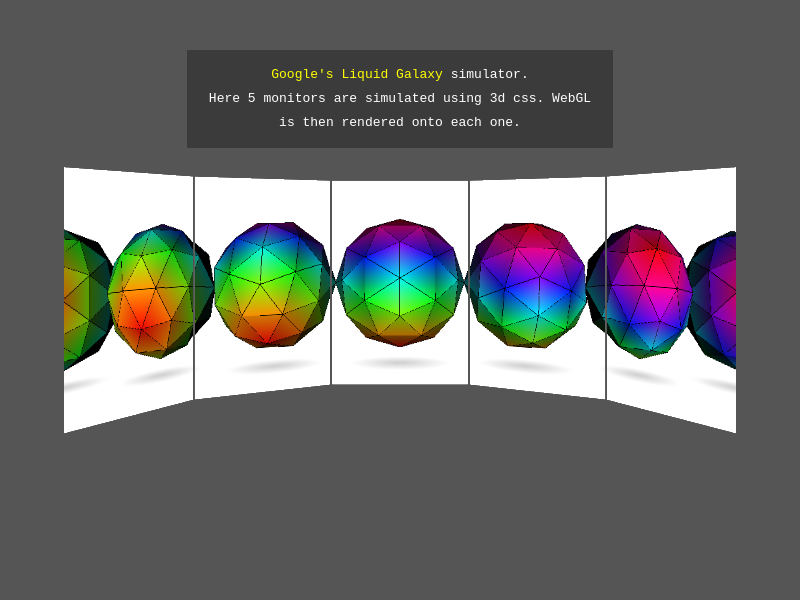 Google's Liquid Galaxy simulator.
Here 5 monitors are simulated using 3d css. WebGL
is then rendered onto each one.